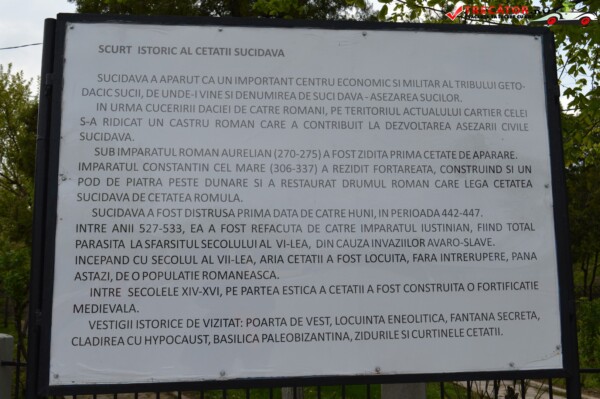 TRECATOR.RO
SCURT ISTORIC AL CETATII SUCIDAVA
SUCIDAVA A APARUT CA UN IMPORTANT CENTRU ECONOMIC SI MILITAR AL TRIBULUI GETO-
DACIC SUCII, DE UNDE-I VINE SI DENUMIREA DE SUCI DAVA - ASEZAREA SUCILOR.
IN URMA CUCERIRII DACIEI DE CATRE ROMANI, PE TERITORIUL ACTUALULUI CARTIER CELEI
S-A RIDICAT UN CASTRU ROMAN CARE A CONTRIBUIT LA DEZVOLTAREA ASEZARII CIVILE
SUCIDAVA.
SUB IMPARATUL ROMAN AURELIAN (270-275) A FOST ZIDITA PRIMA CETATE DE APARARE.
IMPARATUL CONSTANTIN CEL MARE (306-337) A REZIDIT FORTAREATA, CONSTRUIND SI UN
POD DE PIATRA PESTE DUNARE SI A RESTAURAT DRUMUL ROMAN CARE LEGA CETATEA
SUCIDAVA DE CETATEA ROMULA.
SUCIDAVA A FOST DISTRUSA PRIMA DATA DE CATRE HUNI, IN PERIOADA 442-447.
INTRE ANII 527-533, EA A FOST REFACUTA DE CATRE IMPARATUL IUSTINIAN, FIIND TOTAL
PARASITA LA SFARSITUL SECOLULUI AL VI-LEA, DIN CAUZA INVAZIILOR AVARO-SLAVE.
INCEPAND CU SECOLUL AL VII-LEA, ARIA CETATII A FOST LOCUITA, FARA INTRERUPERE, PANA
ASTAZI, DE O POPULATIE ROMANEASCA.
INTRE SECOLELE XIV-XVI, PE PARTEA ESTICA A CETATII A FOST CONSTRUITA O FORTIFICATIE
MEDIEVALA.
VESTIGII ISTORICE DE VIZITAT: POARTA DE VEST, LOCUINTA ENEOLITICA, FANTANA SECRETA,
CLADIREA CU HYPOCAUST, BASILICA PALEOBIZANTINA, ZIDURILE SI CURTINELE CETATII.